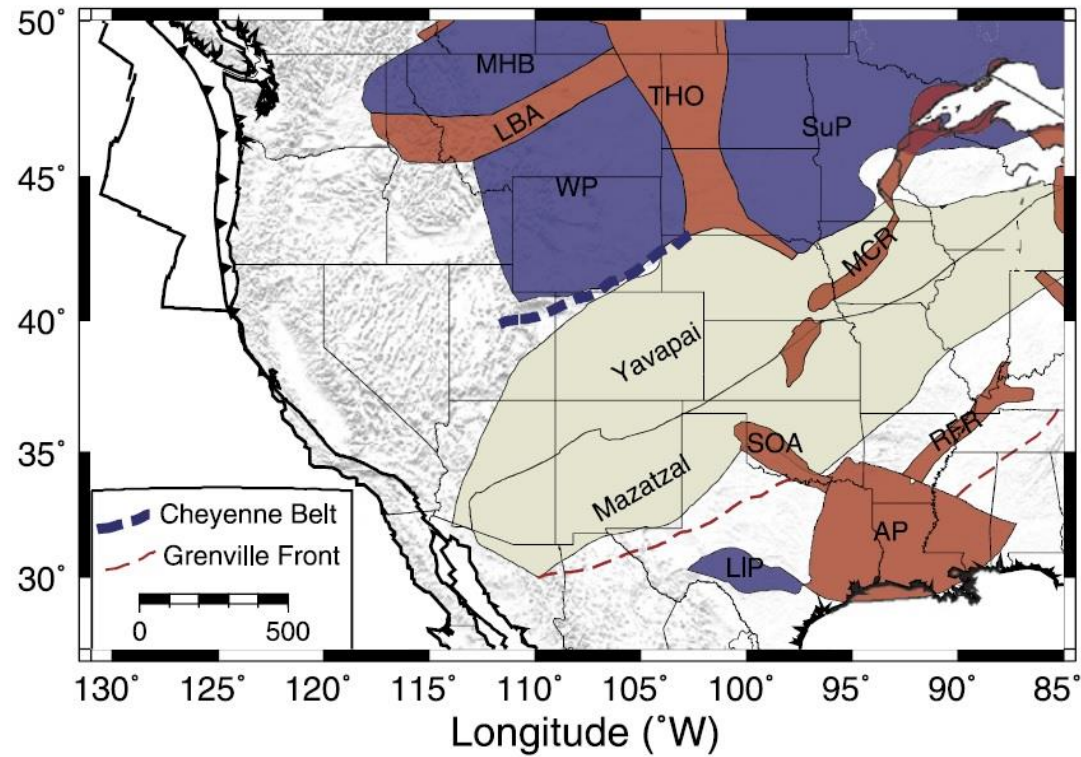 50˚
45˚
40˚
35˚
30˚
MHB
LBA
THO
SuP
WP
MCR
Yavapai
Mazatzal
SOA
RFR
AP
LIP
Cheyenne Belt
Grenville Front
0 500
130˚ 125˚ 120˚ 115˚ 110˚ 105˚ 100˚ 95˚ 90˚ 85˚
Longitude (˚W)